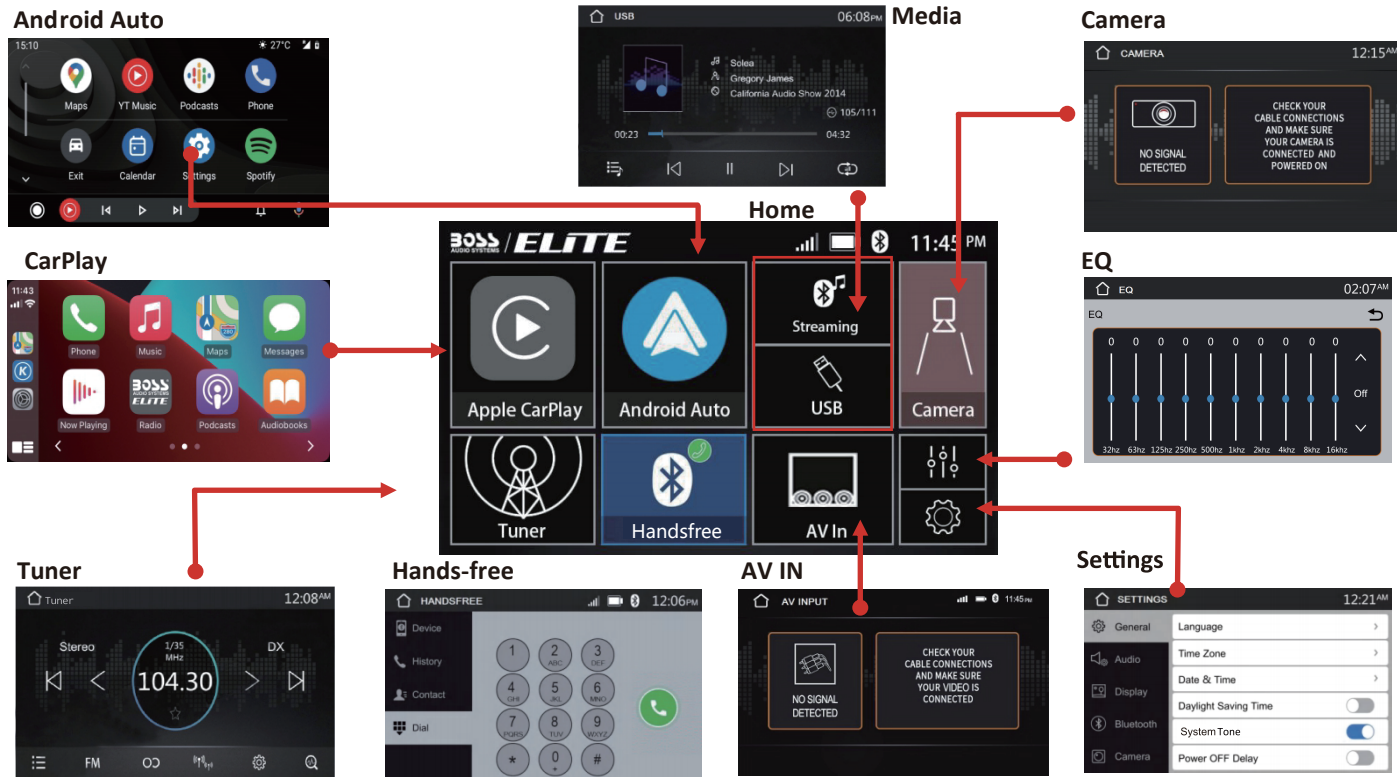 Android Auto
15:10
27°C
Maps
YT Music
Podcasts
Phone
Exit
Calendar
Settings
Spotify
USB
06:08PM
Media
Solea
Gregory James
California Audio Show 2014
105/111
00:23
04:32
Camera
CAMERA
12:15AM
NO SIGNAL
DETECTED
CHECK YOUR
CABLE CONNECTIONS
AND MAKE SURE
YOUR CAMERA IS
CONNECTED AND
POWERED ON
CarPlay
11:43
280
Phone
Music
Maps
Messages
K
BOSS
AUDIO SYSTEMS
ELITE
Now Playing
Radio
Podcasts
Audiobooks
Home
BOSS / ELITE
AUDIO SYSTEMS
11:45 PM
Apple CarPlay
Android Auto
Streaming
USB
Camera
Tuner
Handsfree
AV In
EQ
EQ
02:07AM
EQ
0 0 0 0 0 0 0 0 0 0
Off
32hz 63hz 125hz 250hz 500hz 1khz 2khz 4khz 8khz 16khz
Tuner
Tuner
12:08AM
Stereo
1/35
MHz
DX
104.30
FM
Hands-free
HANDSFREE
12:06PM
Device
History
Contact
Dial
1
2
ABC
3
DEF
4
GHI
5
JKL
6
MNO
7
PQRS
8
TUV
9
WXYZ
*
0
+
#
AV IN
AV INPUT
11:45 PM
NO SIGNAL
DETECTED
CHECK YOUR
CABLE CONNECTIONS
AND MAKE SURE
YOUR VIDEO IS
CONNECTED
Settings
SETTINGS
12:21AM
General
Audio
Display
Bluetooth
Camera
Language
Time Zone
Date & Time
Daylight Saving Time
System Tone
Power OFF Delay